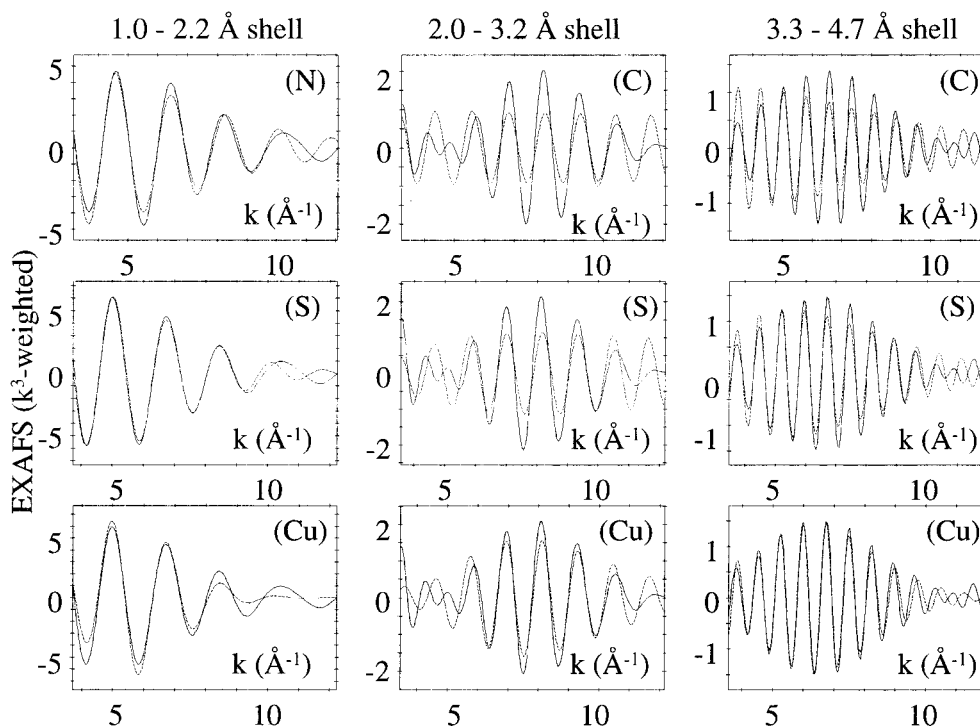 1.0 - 2.2 Å shell 2.0 - 3.2 Å shell 3.3 - 4.7 Å shell
EXAFS (k³-weighted)
(N) (C) (C)
5 2 1
0 0 0
-5 -2 -1
k (Å⁻¹) k (Å⁻¹) k (Å⁻¹)
5 10 5 10 5 10
(S) (S) (S)
5 2 1
0 0 0
-5 -2 -1
k (Å⁻¹) k (Å⁻¹) k (Å⁻¹)
5 10 5 10 5 10
(Cu) (Cu) (Cu)
5 2 1
0 0 0
-5 -2 -1
k (Å⁻¹) k (Å⁻¹) k (Å⁻¹)
5 10 5 10 5 10